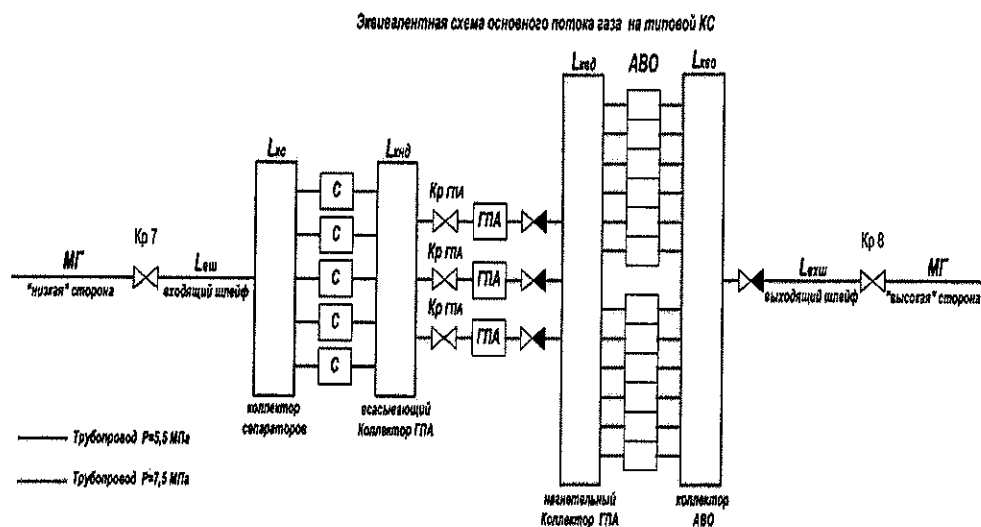 Эквивалентная схема основного потока газа на типовой КС
Lквд
АВО
Lкво
Lкс
Lкнд
С
С
С
С
С
Кр ГПА
Кр ГПА
Кр ГПА
ГПА
ГПА
ГПА
Кр 7
МГ
"низкая" сторона
Lвш
входящий шлейф
Кр 8
Lвхш
выходящий шлейф
МГ
"высокая" сторона
коллектор
сепараторов
всасывающий
Коллектор ГПА
Трубопровод Р=5,5 МПа
Трубопровод Р=7,5 МПа
нагнетельный
Коллектор ГПА
коллектор
АВО